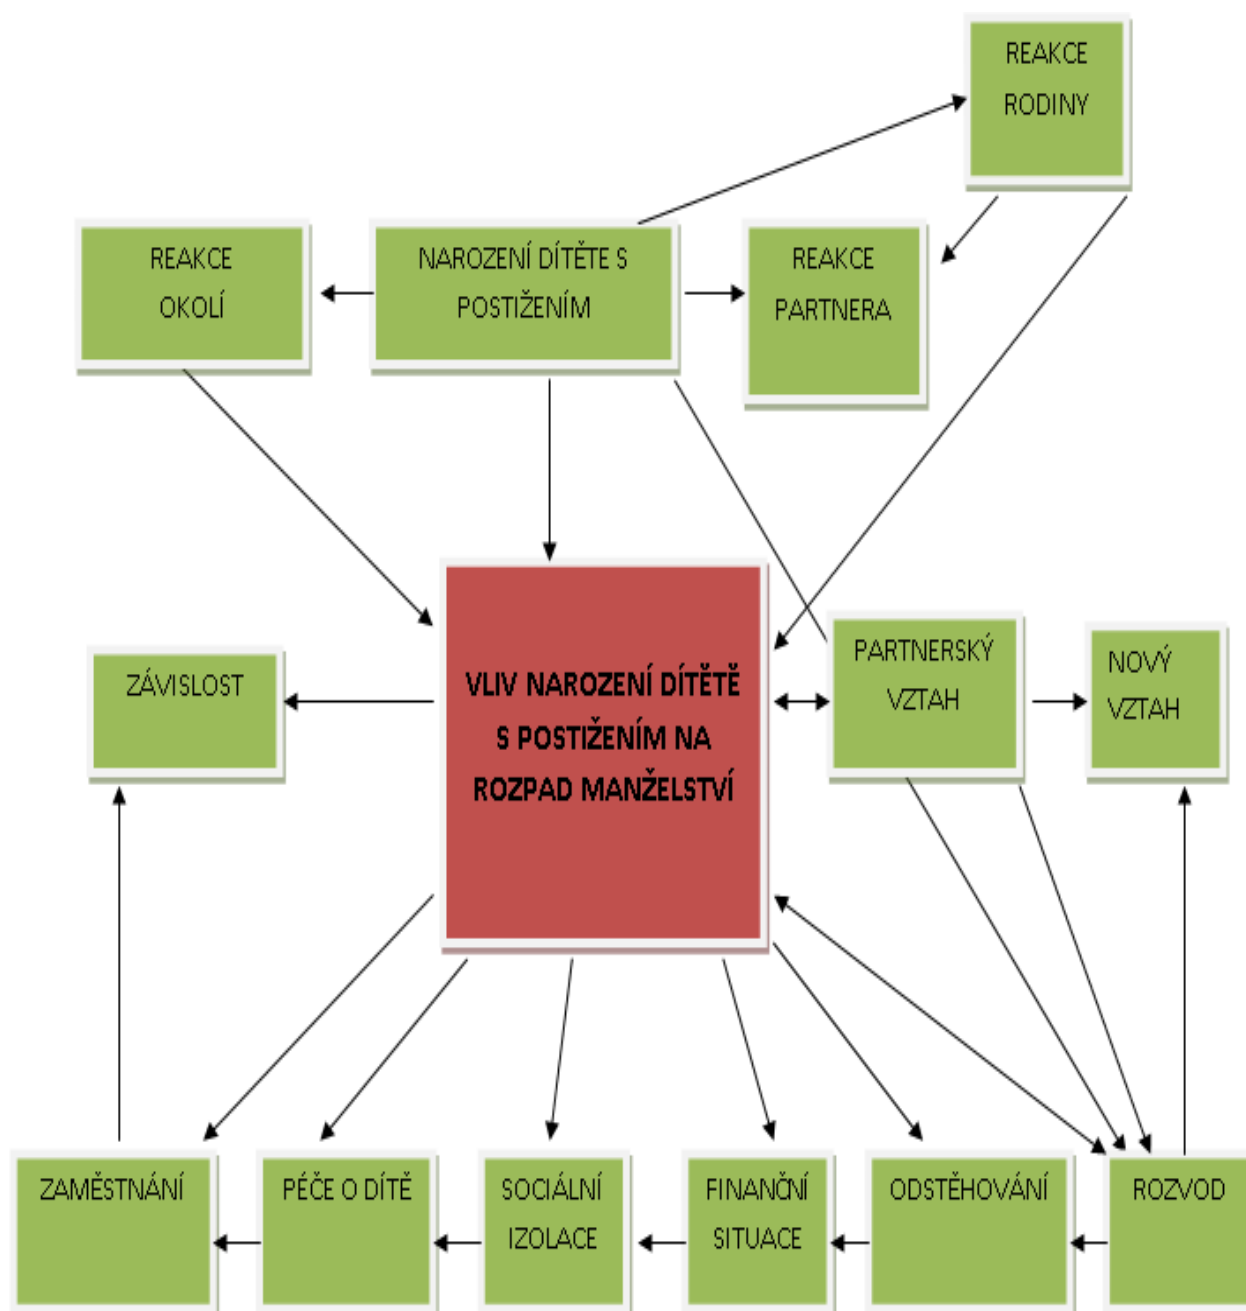 REAKCE
RODINY
REAKCE
OKOLÍ
NAROZENÍ DÍTĚTE S
POSTIŽENÍM
REAKCE
PARTNERA
ZÁVISLOST
VLIV NAROZENÍ DÍTĚTĚ
S POSTIŽENÍM NA
ROZPAD MANŽELSTVÍ
PARTNERSKÝ
VZTAH
NOVÝ
VZTAH
ZAMĚSTNÁNÍ
PÉČE O DÍTĚ
SOCIÁLNÍ
IZOLACE
FINANČNÍ
SITUACE
ODSTĚHOVÁNÍ
ROZVOD